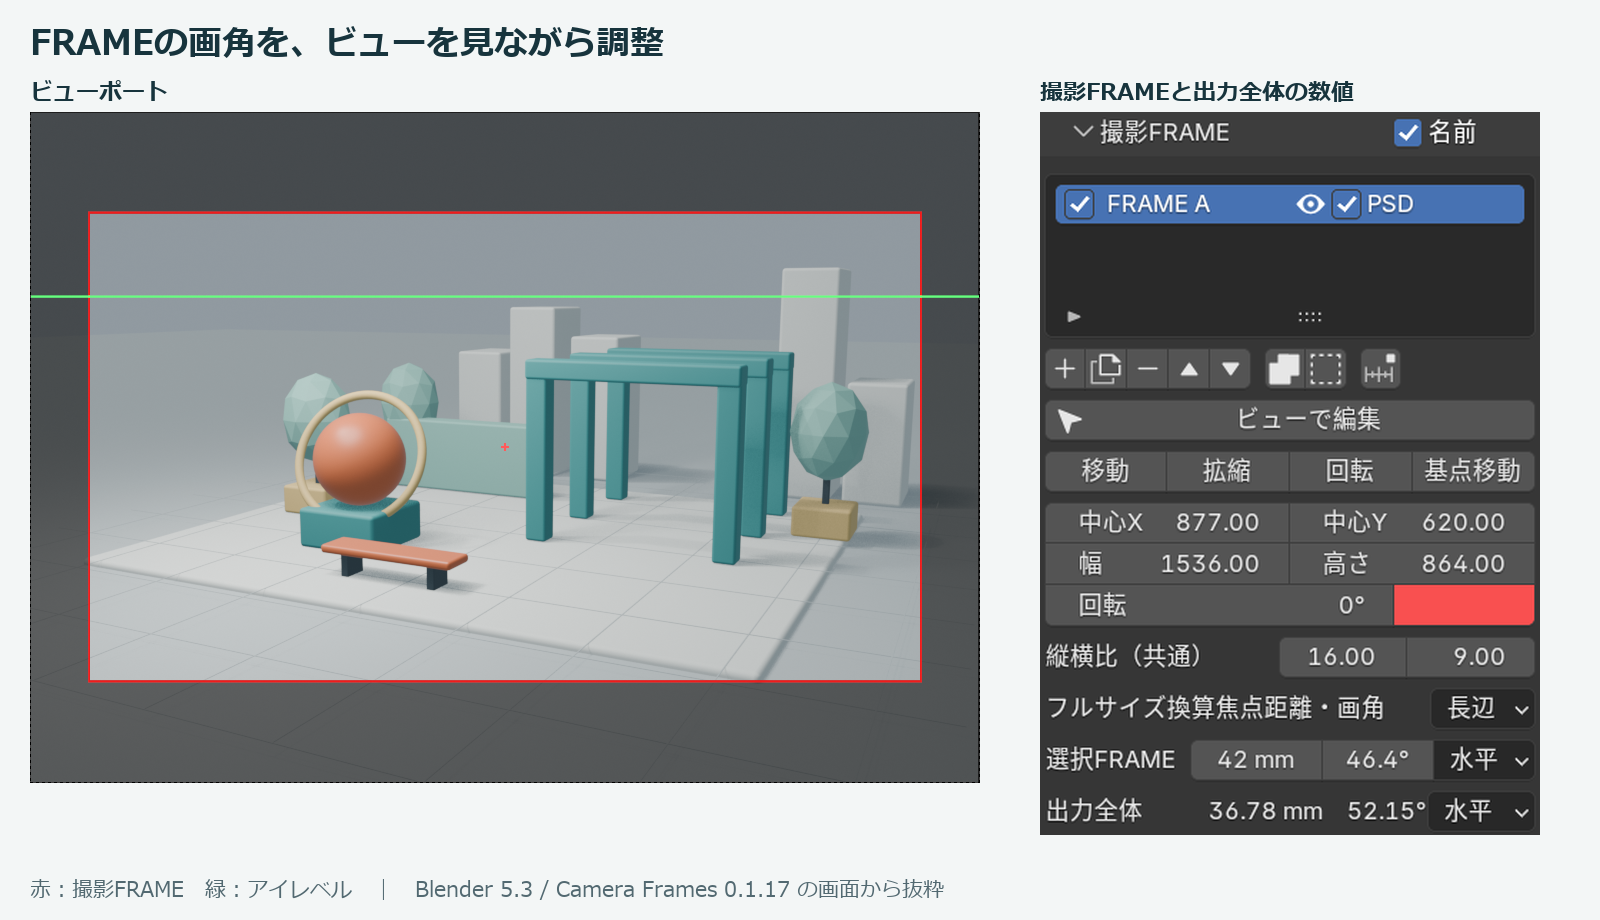 FRAMEの画角を、ビューを見ながら調整
ビューポート
撮影FRAMEと出力全体の数値
撮影FRAME 名前
FRAME A PSD
ビューで編集
移動 拡縮 回転 基点移動
中心X 877.00 中心Y 620.00
幅 1536.00 高さ 864.00
回転 0°
縦横比（共通） 16.00 9.00
フルサイズ換算焦点距離・画角 長辺
選択FRAME 42 mm 46.4° 水平
出力全体 36.78 mm 52.15° 水平
赤：撮影FRAME 緑：アイレベル ｜ Blender 5.3 / Camera Frames 0.1.17 の画面から抜粋